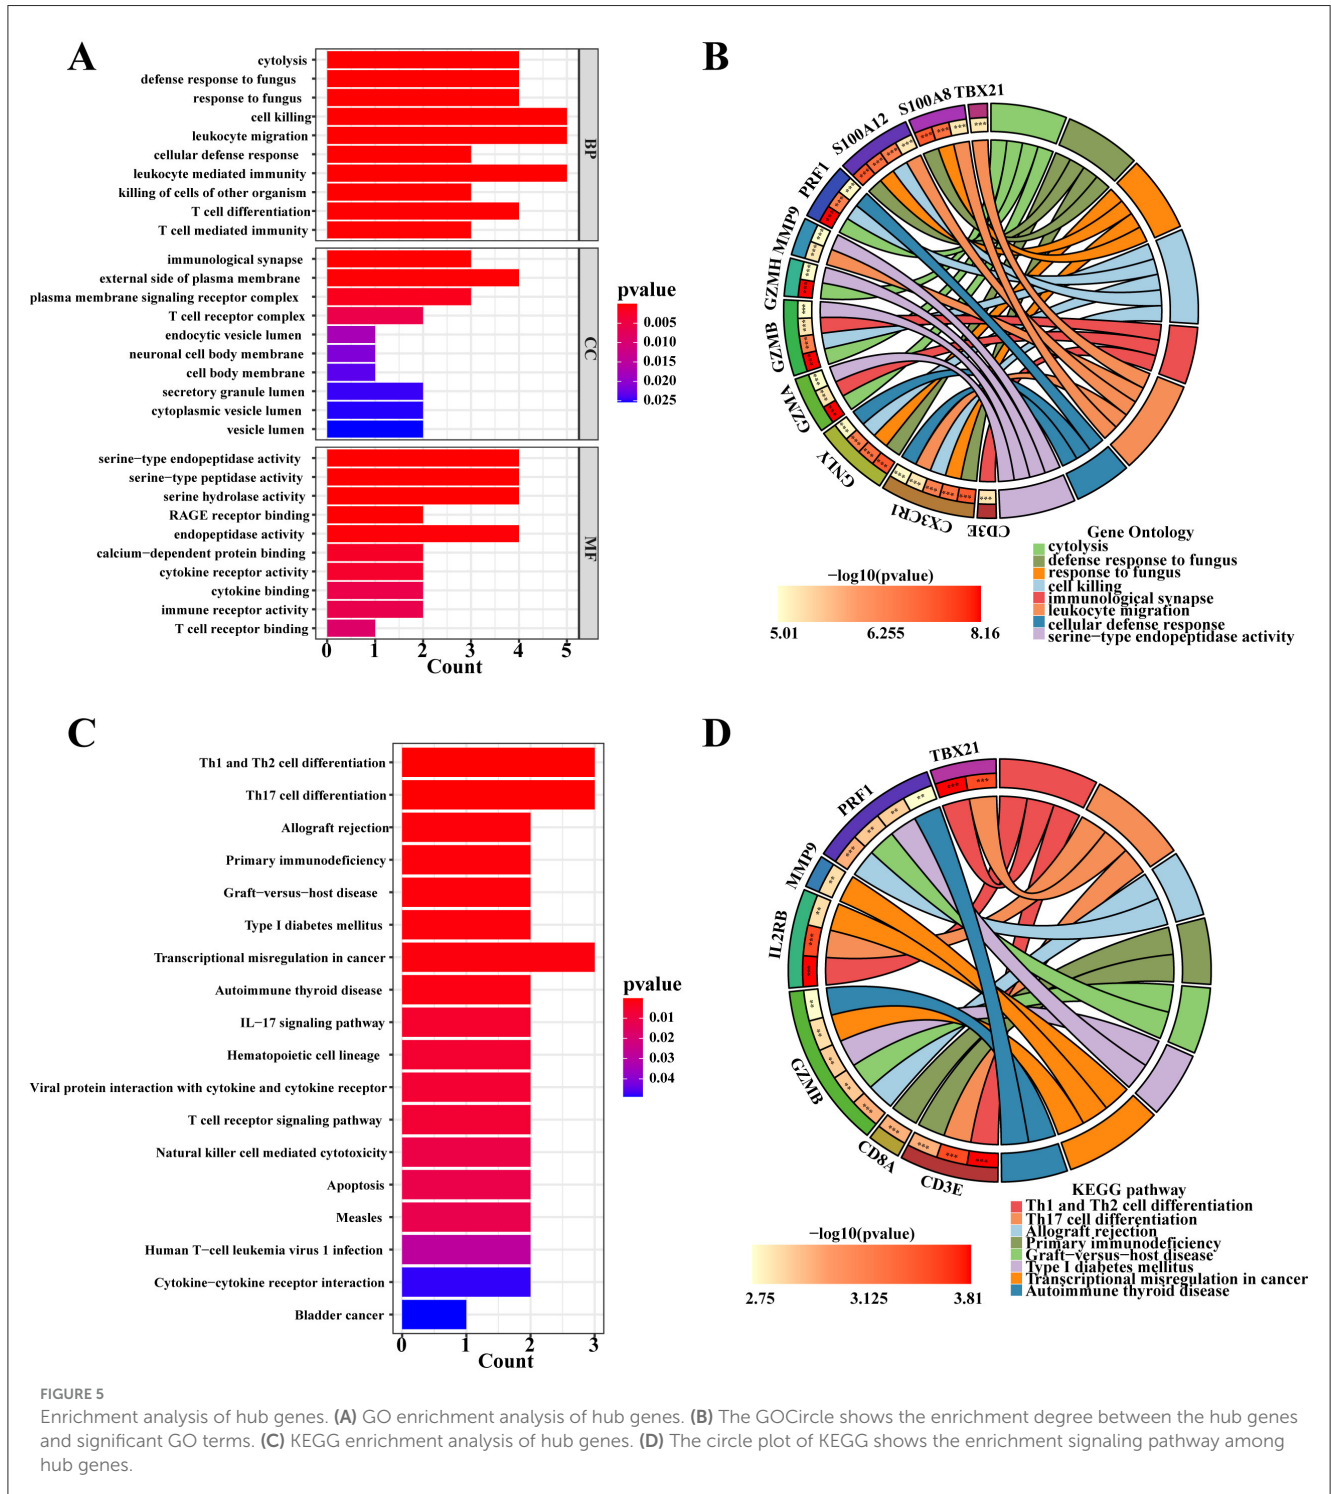 A
cytolysis
defense response to fungus
response to fungus
cell killing
leukocyte migration
cellular defense response
leukocyte mediated immunity
killing of cells of other organism
T cell differentiation
T cell mediated immunity
BP
immunological synapse
external side of plasma membrane
plasma membrane signaling receptor complex
T cell receptor complex
endocytic vesicle lumen
neuronal cell body membrane
cell body membrane
secretory granule lumen
cytoplasmic vesicle lumen
vesicle lumen
CC
serine−type endopeptidase activity
serine−type peptidase activity
serine hydrolase activity
RAGE receptor binding
endopeptidase activity
calcium−dependent protein binding
cytokine receptor activity
cytokine binding
immune receptor activity
T cell receptor binding
MF
0 1 2 3 4 5
Count
pvalue
0.005
0.010
0.015
0.020
0.025
B
TBX21
S100A8
S100A12
PRF1
MMP9
GZMH
GZMB
GZMA
GNLY
CX3CR1
CD3E
−log10(pvalue)
5.01 6.255 8.16
Gene Ontology
cytolysis
defense response to fungus
response to fungus
cell killing
immunological synapse
leukocyte migration
cellular defense response
serine−type endopeptidase activity
C
Th1 and Th2 cell differentiation
Th17 cell differentiation
Allograft rejection
Primary immunodeficiency
Graft−versus−host disease
Type I diabetes mellitus
Transcriptional misregulation in cancer
Autoimmune thyroid disease
IL−17 signaling pathway
Hematopoietic cell lineage
Viral protein interaction with cytokine and cytokine receptor
T cell receptor signaling pathway
Natural killer cell mediated cytotoxicity
Apoptosis
Measles
Human T−cell leukemia virus 1 infection
Cytokine−cytokine receptor interaction
Bladder cancer
0 1 2 3
Count
pvalue
0.01
0.02
0.03
0.04
D
TBX21
PRF1
MMP9
IL2RB
GZMB
CD8A
CD3E
−log10(pvalue)
2.75 3.125 3.81
KEGG pathway
Th1 and Th2 cell differentiation
Th17 cell differentiation
Allograft rejection
Primary immunodeficiency
Graft−versus−host disease
Type I diabetes mellitus
Transcriptional misregulation in cancer
Autoimmune thyroid disease
FIGURE 5
Enrichment analysis of hub genes. (A) GO enrichment analysis of hub genes. (B) The GOCircle shows the enrichment degree between the hub genes
and significant GO terms. (C) KEGG enrichment analysis of hub genes. (D) The circle plot of KEGG shows the enrichment signaling pathway among
hub genes.